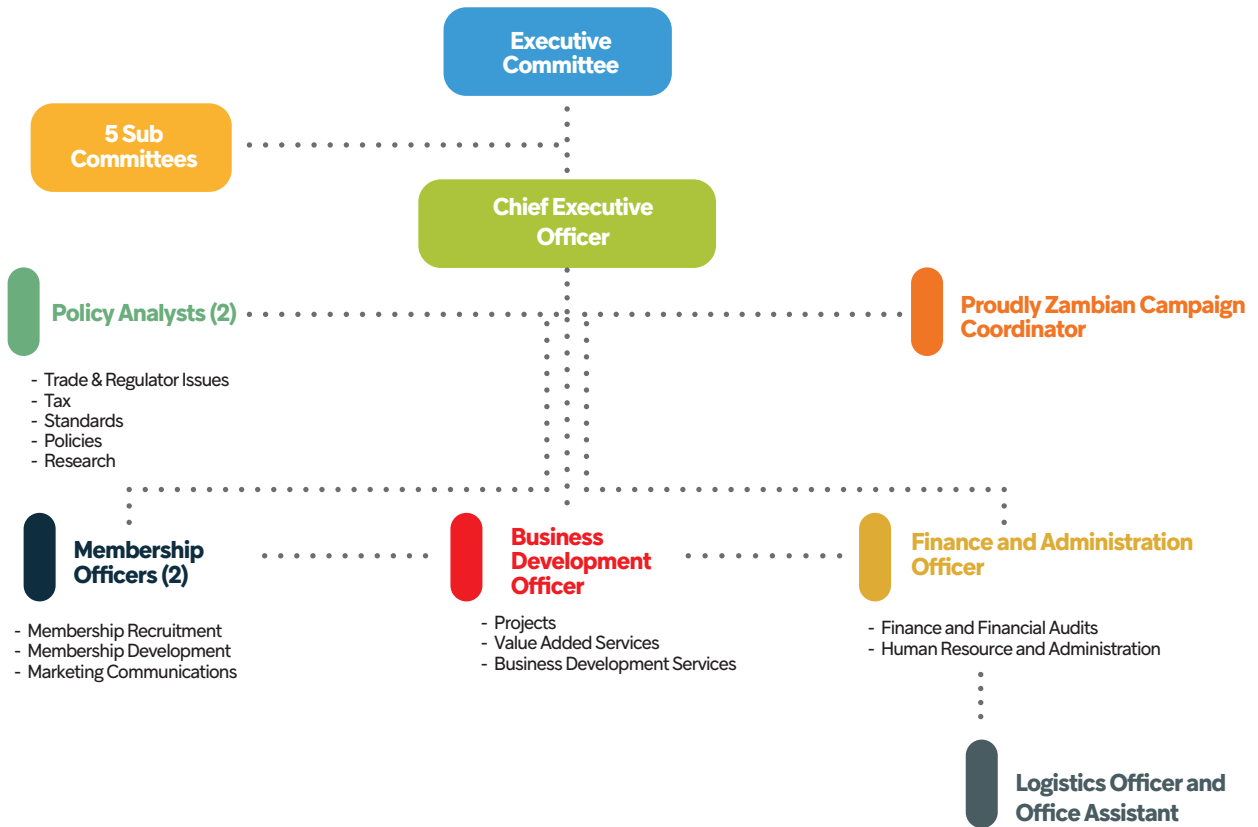 Executive
Committee
5 Sub
Committees
Chief Executive
Officer
Policy Analysts (2)
- Trade & Regulator Issues
- Tax
- Standards
- Policies
- Research
Proudly Zambian Campaign
Coordinator
Membership
Officers (2)
- Membership Recruitment
- Membership Development
- Marketing Communications
Business
Development
Officer
- Projects
- Value Added Services
- Business Development Services
Finance and Administration
Officer
- Finance and Financial Audits
- Human Resource and Administration
Logistics Officer and
Office Assistant